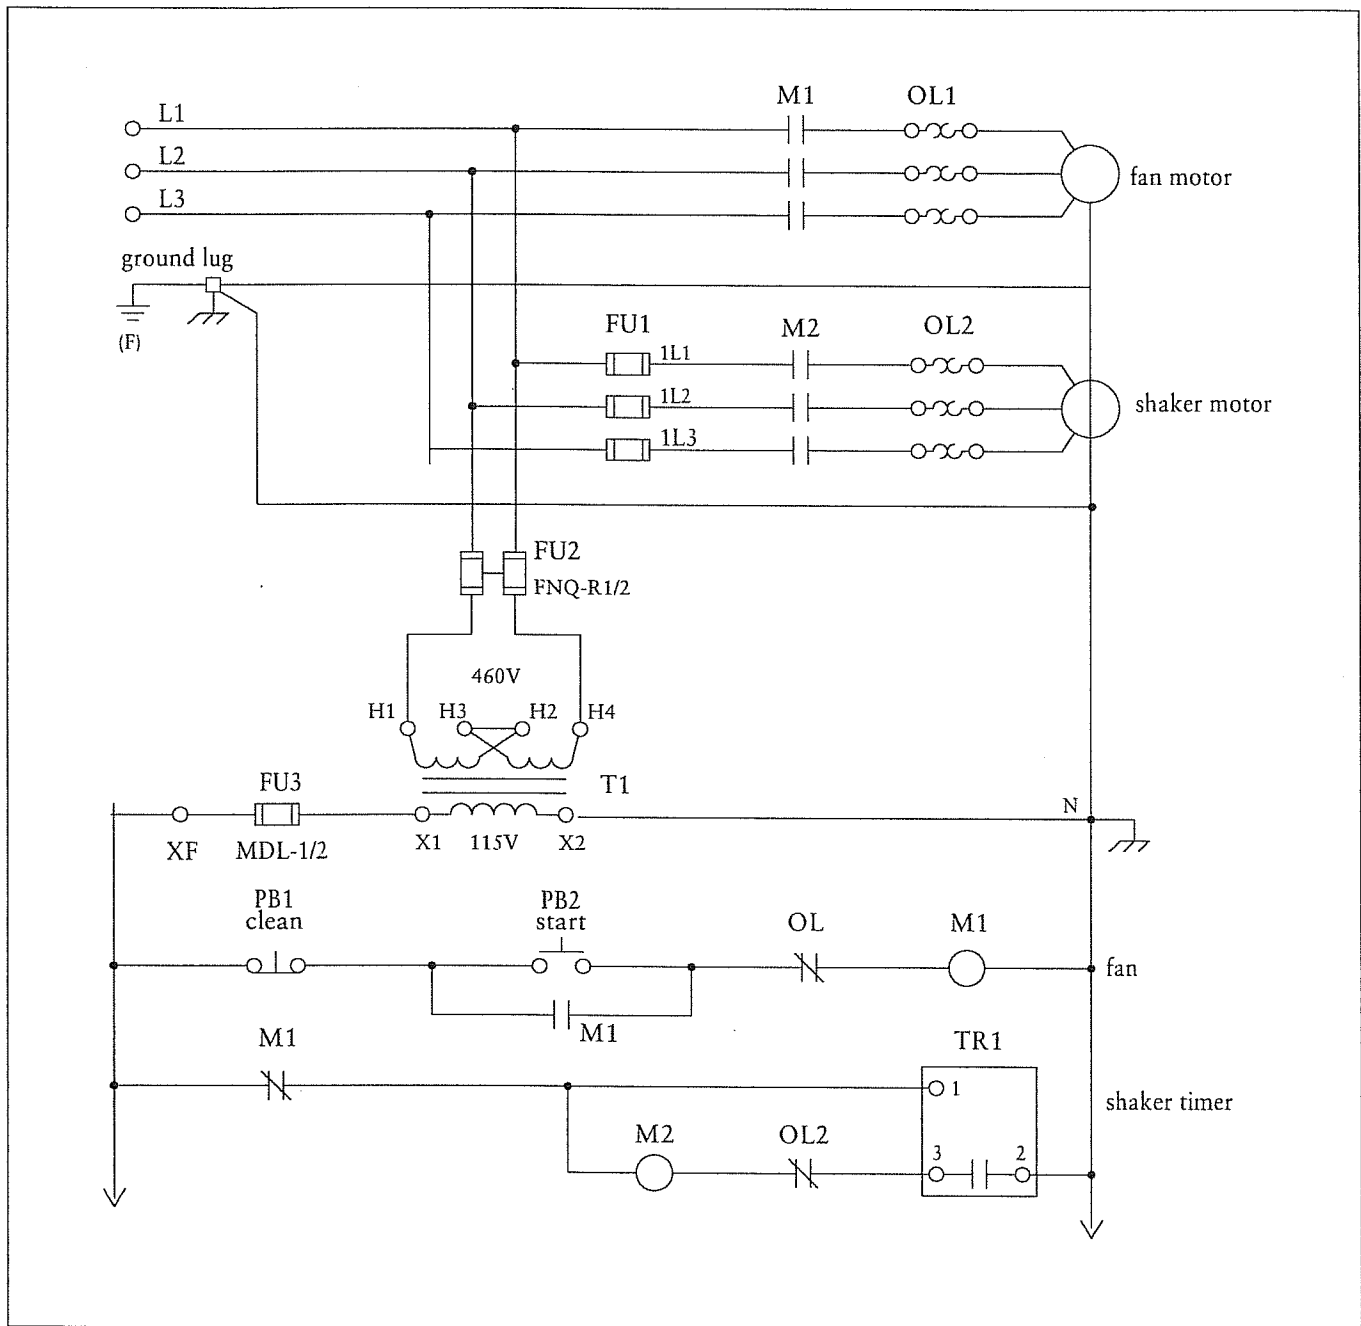 M1
OL1
L1
L2
fan motor
L3
ground lug
(F)
FU1
M2
OL2
1L1
1L2
shaker motor
1L3
FU2
FNQ-R1/2
460V
H1
H3
H2
H4
T1
FU3
N
XF
MDL-1/2
X1
115V
X2
PB1
clean
PB2
start
OL
M1
fan
M1
M1
TR1
1
shaker timer
M2
OL2
3
2